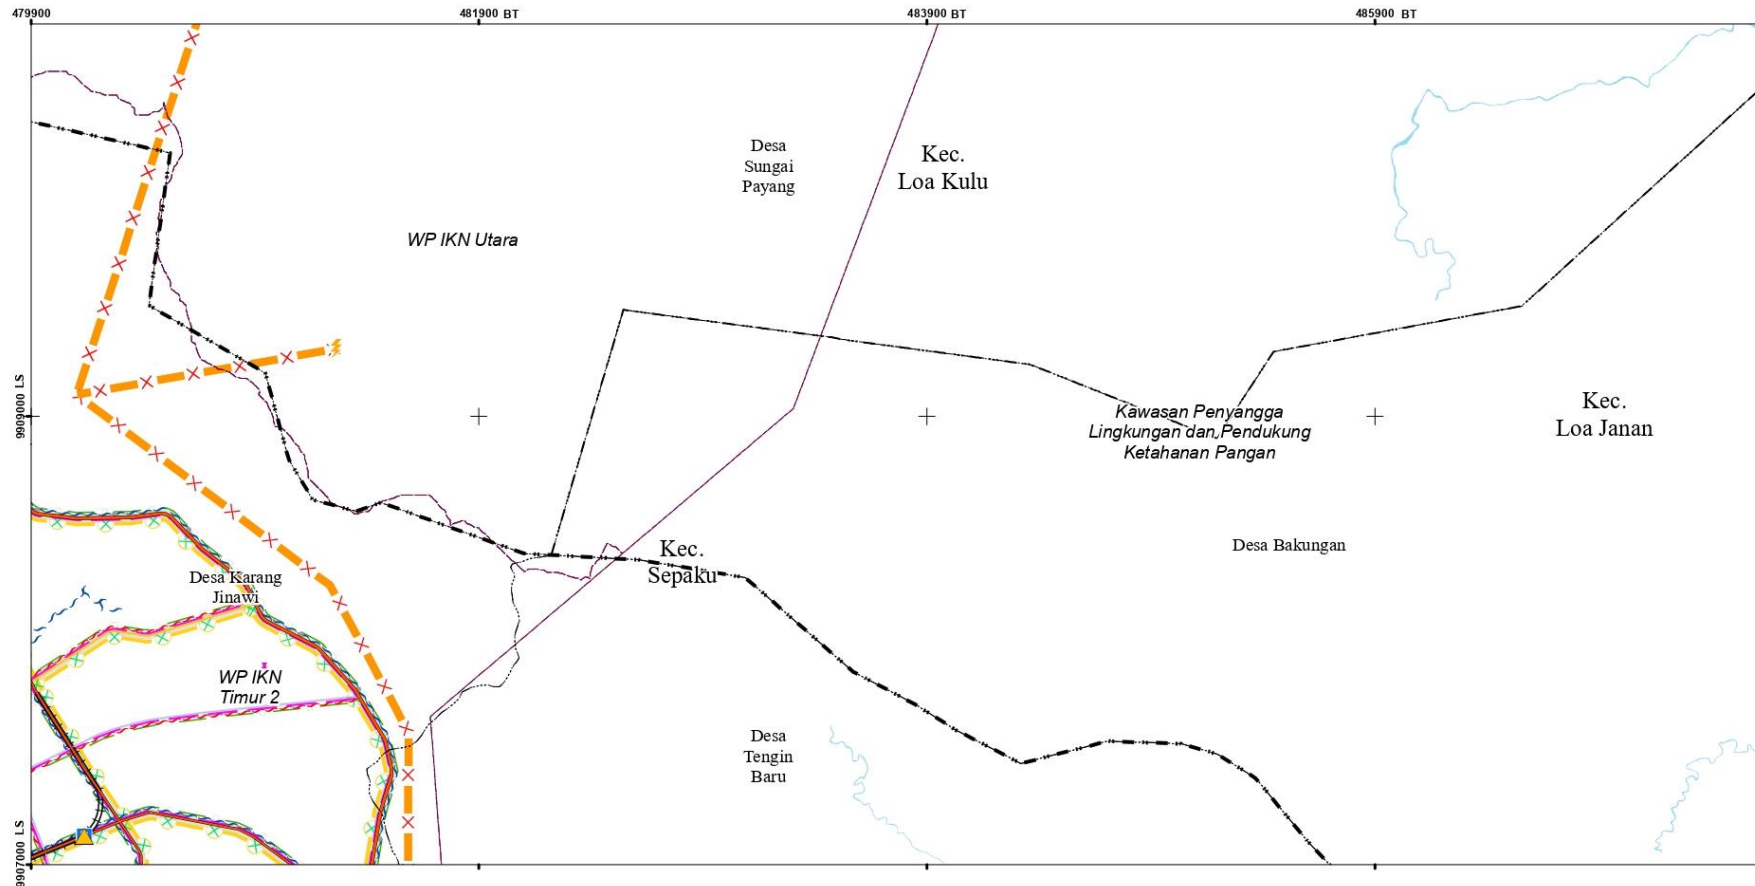 479900
481900 BT
483900 BT
485900 BT
Desa
Sungai
Payang
Kec.
Loa Kulu
WP IKN Utara
9909000 LS
Kawasan Penyangga
Lingkungan dan Pendukung
Ketahanan Pangan
Kec.
Loa Janan
Kec.
Sepaku
Desa Bakungan
Desa Karang
Jinawi
WP IKN
Timur 2
Desa
Tengin
Baru
9907000 LS